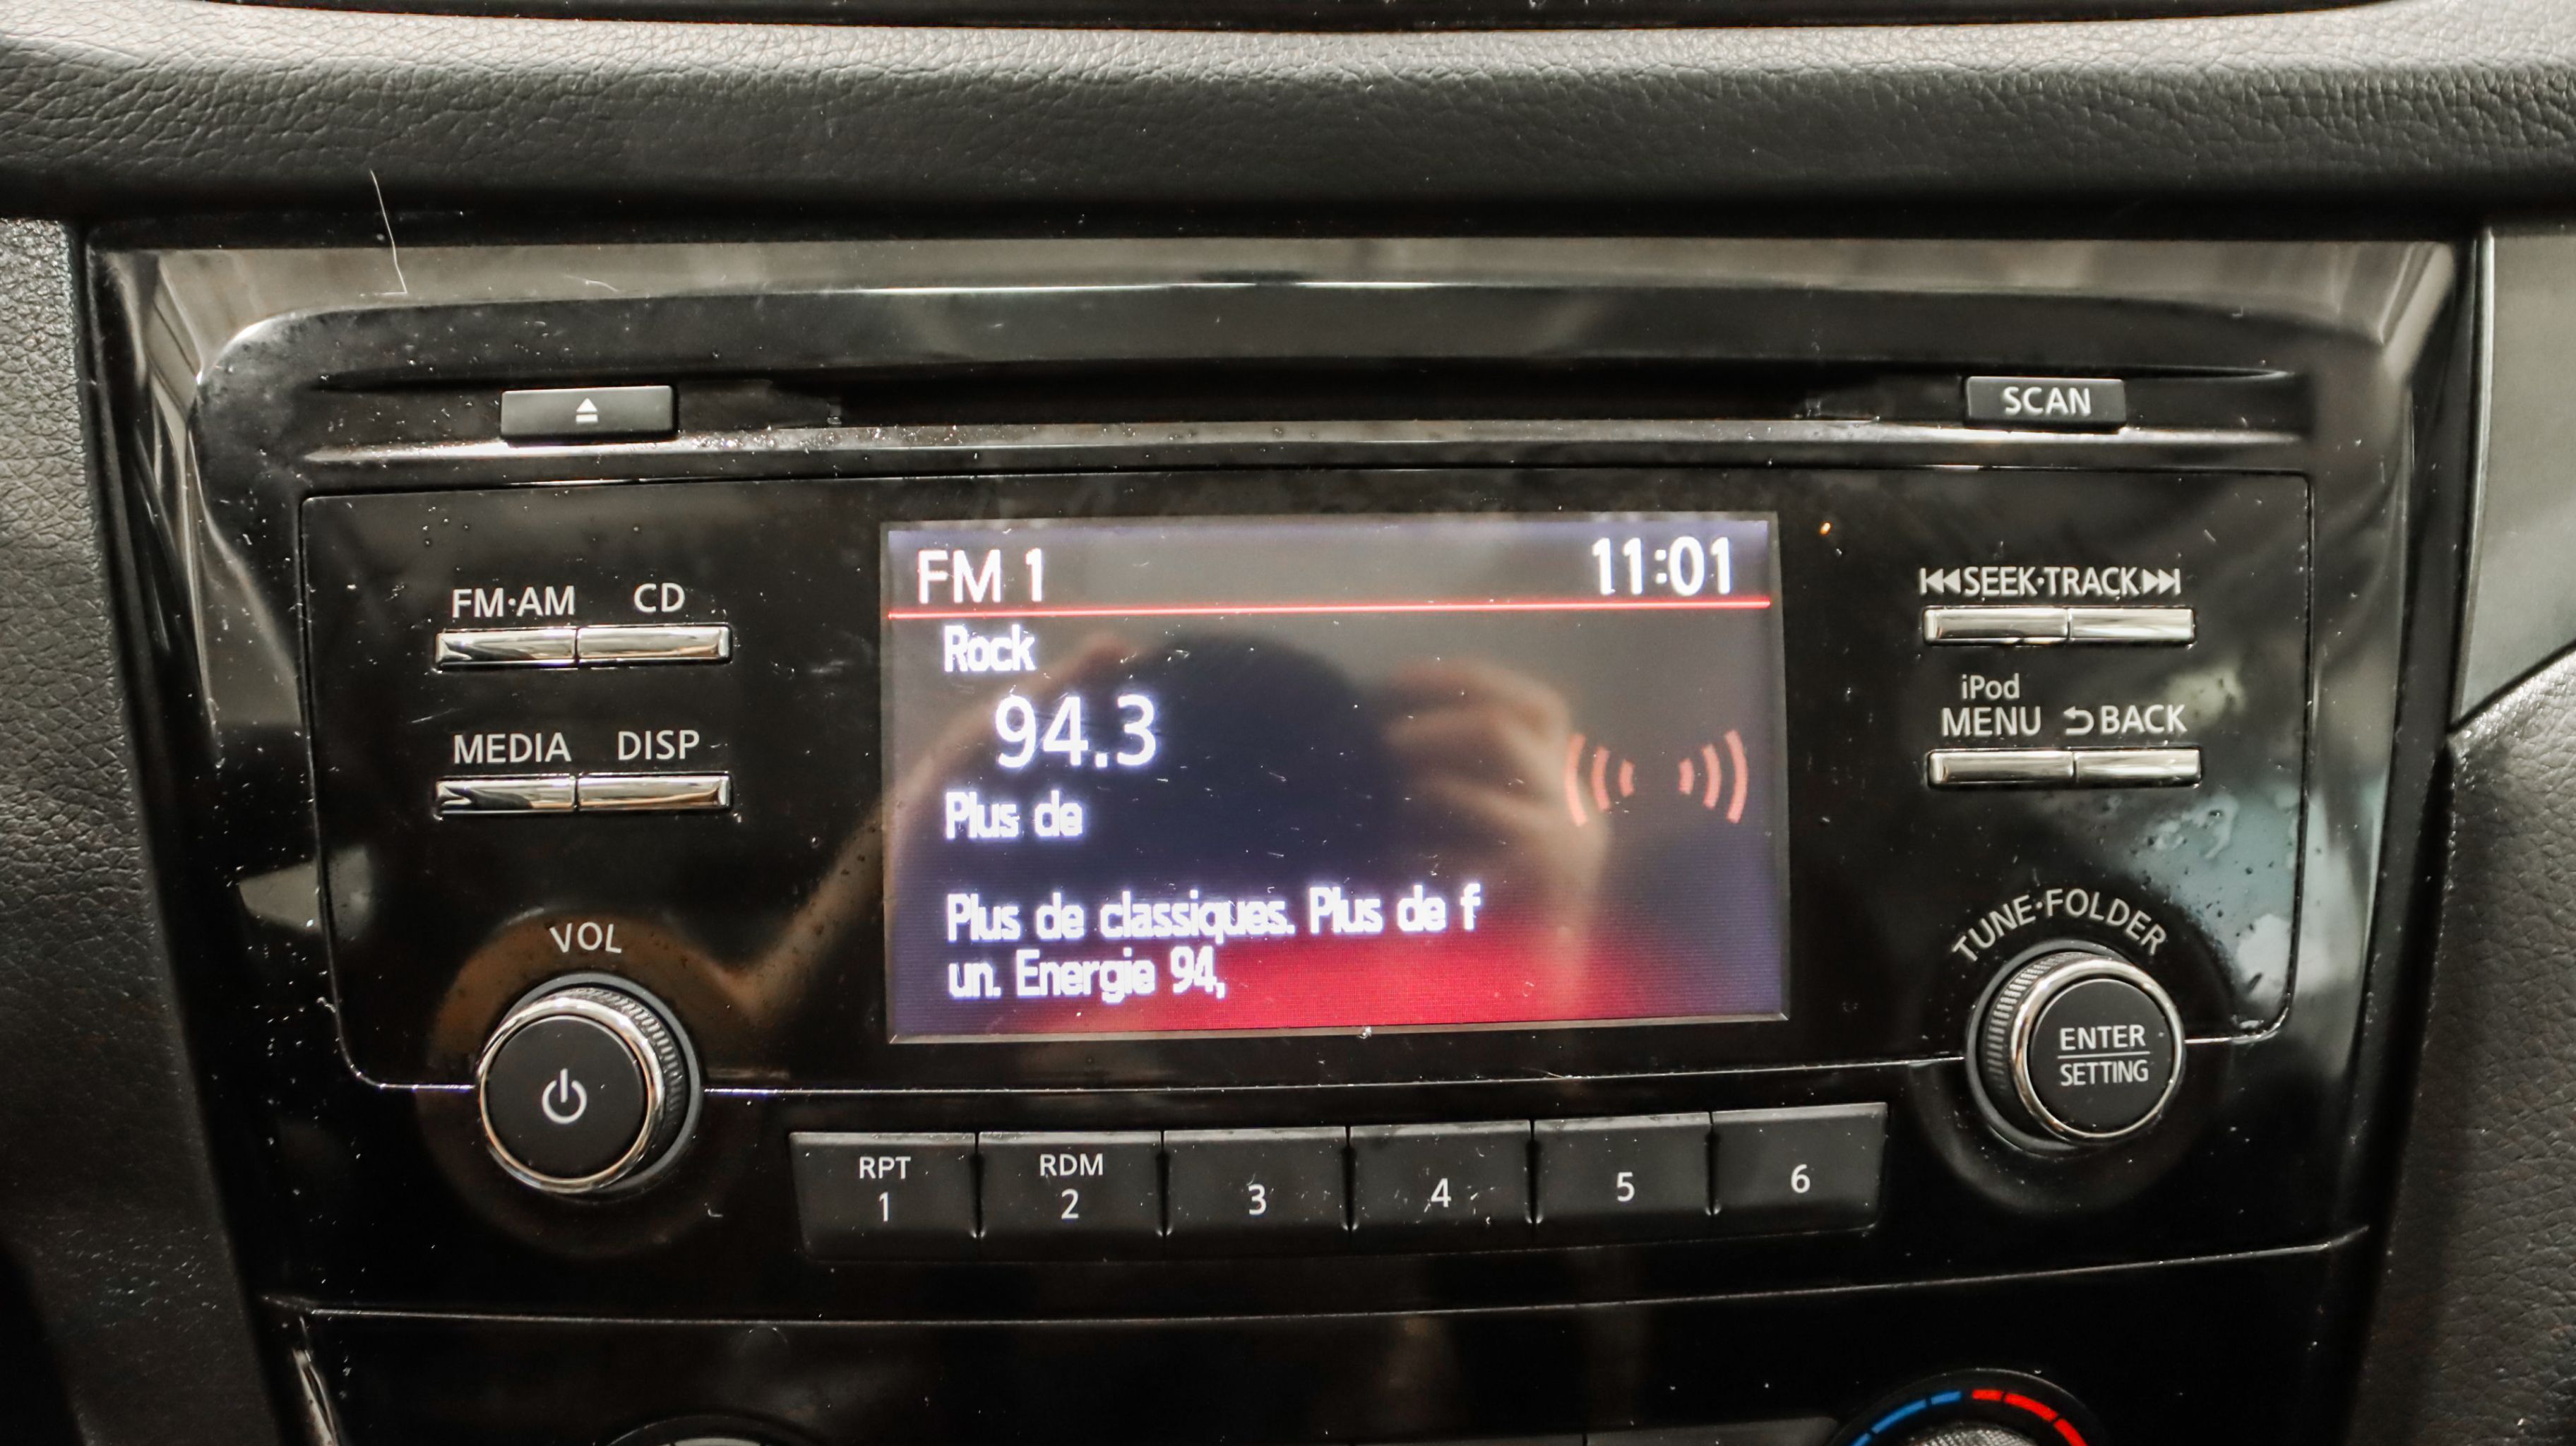 SCAN
FM 1 11:01
FM·AM CD
SEEK·TRACK
Rock
94.3
iPod
MENU BACK
MEDIA DISP
Plus de
Plus de classiques. Plus de f
un. Energie 94,
VOL
TUNE·FOLDER
ENTER
SETTING
RPT RDM
1 2 3 4 5 6